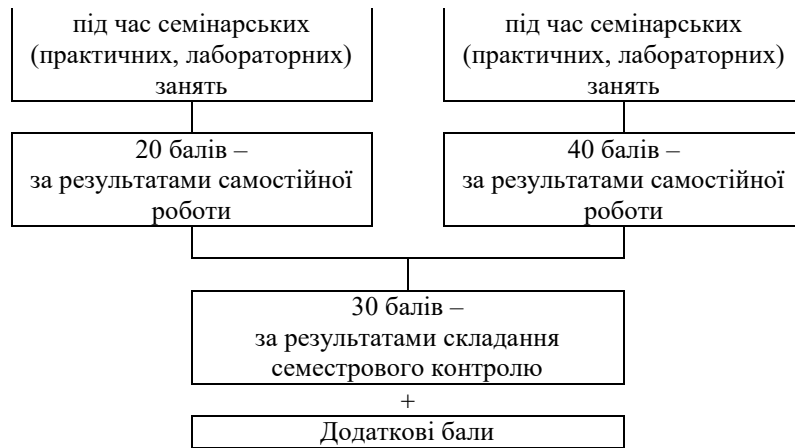 під час семінарських
(практичних, лабораторних)
занять
під час семінарських
(практичних, лабораторних)
занять
20 балів –
за результатами самостійної
роботи
40 балів –
за результатами самостійної
роботи
30 балів –
за результатами складання
семестрового контролю
+
Додаткові бали